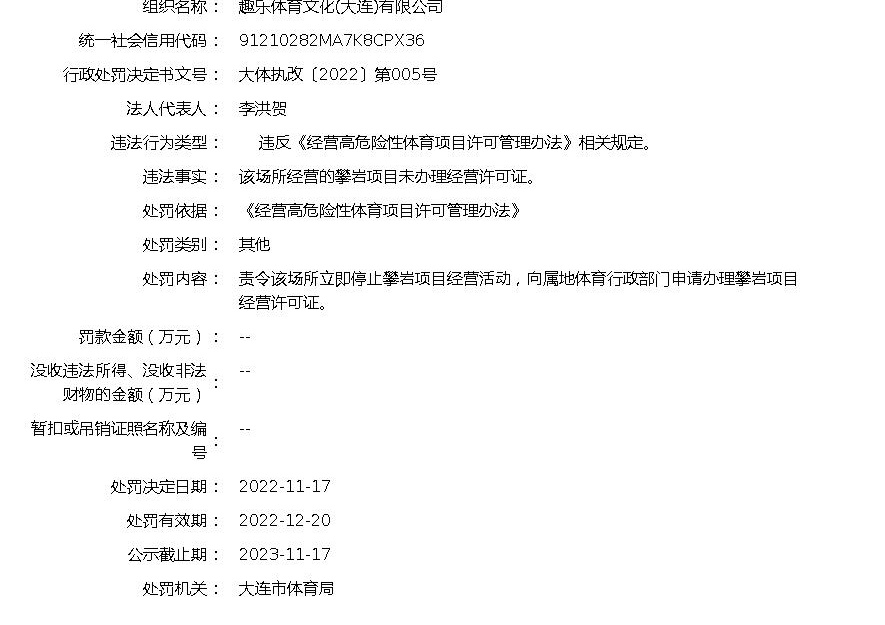 组织名称： 趣乐体育文化(大连)有限公司
统一社会信用代码： 91210282MA7K8CPX36
行政处罚决定书文号： 大体执改〔2022〕第005号
法人代表人： 李洪贺
违法行为类型： 违反《经营高危险性体育项目许可管理办法》相关规定。
违法事实： 该场所经营的攀岩项目未办理经营许可证。
处罚依据： 《经营高危险性体育项目许可管理办法》
处罚类别： 其他
处罚内容： 责令该场所立即停止攀岩项目经营活动，向属地体育行政部门申请办理攀岩项目
经营许可证。
罚款金额（万元）： --
没收违法所得、没收非法
财物的金额（万元）： --
暂扣或吊销证照名称及编
号： --
处罚决定日期： 2022-11-17
处罚有效期： 2022-12-20
公示截止期： 2023-11-17
处罚机关： 大连市体育局